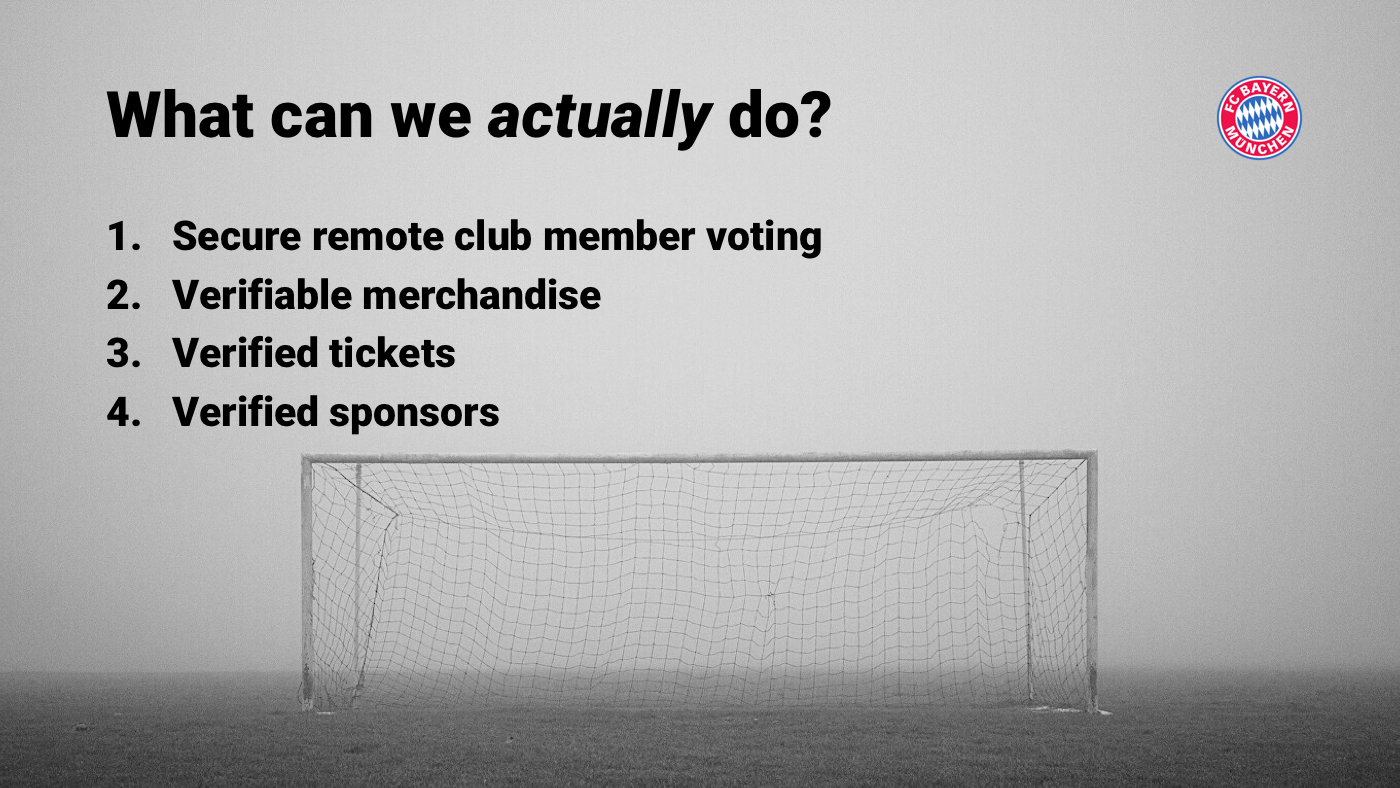 What can we actually do?
FC BAYERN
MÜNCHEN
1. Secure remote club member voting
2. Verifiable merchandise
3. Verified tickets
4. Verified sponsors